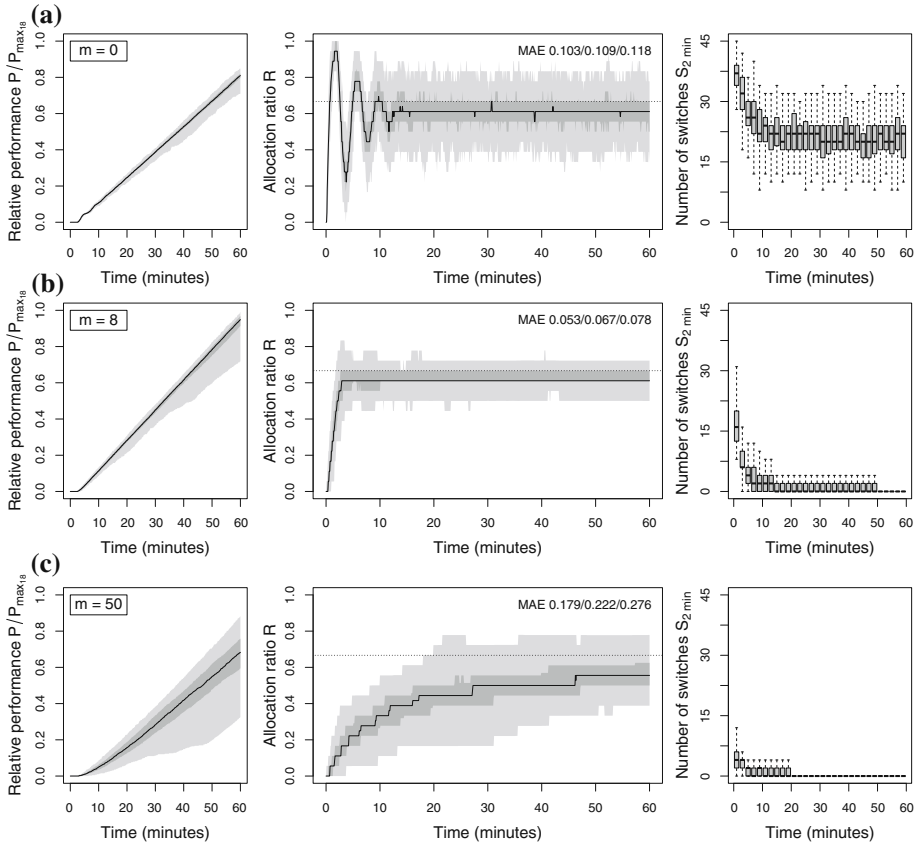 (a)
Relative performance P/Pmax18
1.0
0.8
0.6
0.4
0.2
0.0
m = 0
0 10 20 30 40 50 60
Time (minutes)
Allocation ratio R
1.0
0.8
0.6
0.4
0.2
0.0
MAE 0.103/0.109/0.118
0 10 20 30 40 50 60
Time (minutes)
Number of switches S2 min
45
30
15
0
0 10 20 30 40 50 60
Time (minutes)
(b)
Relative performance P/Pmax18
1.0
0.8
0.6
0.4
0.2
0.0
m = 8
0 10 20 30 40 50 60
Time (minutes)
Allocation ratio R
1.0
0.8
0.6
0.4
0.2
0.0
MAE 0.053/0.067/0.078
0 10 20 30 40 50 60
Time (minutes)
Number of switches S2 min
45
30
15
0
0 10 20 30 40 50 60
Time (minutes)
(c)
Relative performance P/Pmax18
1.0
0.8
0.6
0.4
0.2
0.0
m = 50
0 10 20 30 40 50 60
Time (minutes)
Allocation ratio R
1.0
0.8
0.6
0.4
0.2
0.0
MAE 0.179/0.222/0.276
0 10 20 30 40 50 60
Time (minutes)
Number of switches S2 min
45
30
15
0
0 10 20 30 40 50 60
Time (minutes)